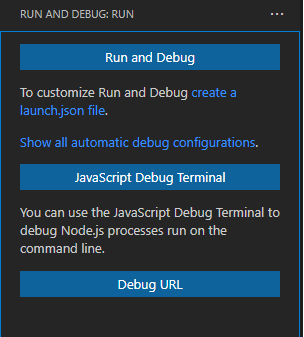 RUN AND DEBUG: RUN ...
Run and Debug
To customize Run and Debug create a
launch.json file.
Show all automatic debug configurations.
JavaScript Debug Terminal
You can use the JavaScript Debug Terminal to
debug Node.js processes run on the
command line.
Debug URL